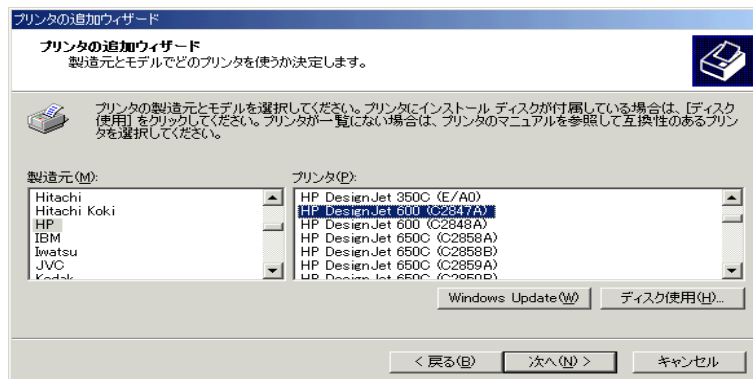 プリンタの追加ウィザード
プリンタの追加ウィザード
製造元とモデルでどのプリンタを使うか決定します。
プリンタの製造元とモデルを選択してください。プリンタにインストール ディスクが付属している場合は、[ディスク
使用] をクリックしてください。プリンタが一覧にない場合は、プリンタのマニュアルを参照して互換性のあるプリン
タを選択してください。
製造元(M):
Hitachi
Hitachi Koki
HP
IBM
Iwatsu
JVC
Kodak
プリンタ(P):
HP DesignJet 350C (E/A0)
HP DesignJet 600 (C2847A)
HP DesignJet 600 (C2848A)
HP DesignJet 650C (C2858A)
HP DesignJet 650C (C2858B)
HP DesignJet 650C (C2859A)
HP DesignJet 650C (C2859B)
Windows Update(W)
ディスク使用(H)...
< 戻る(B)
次へ(N) >
キャンセル